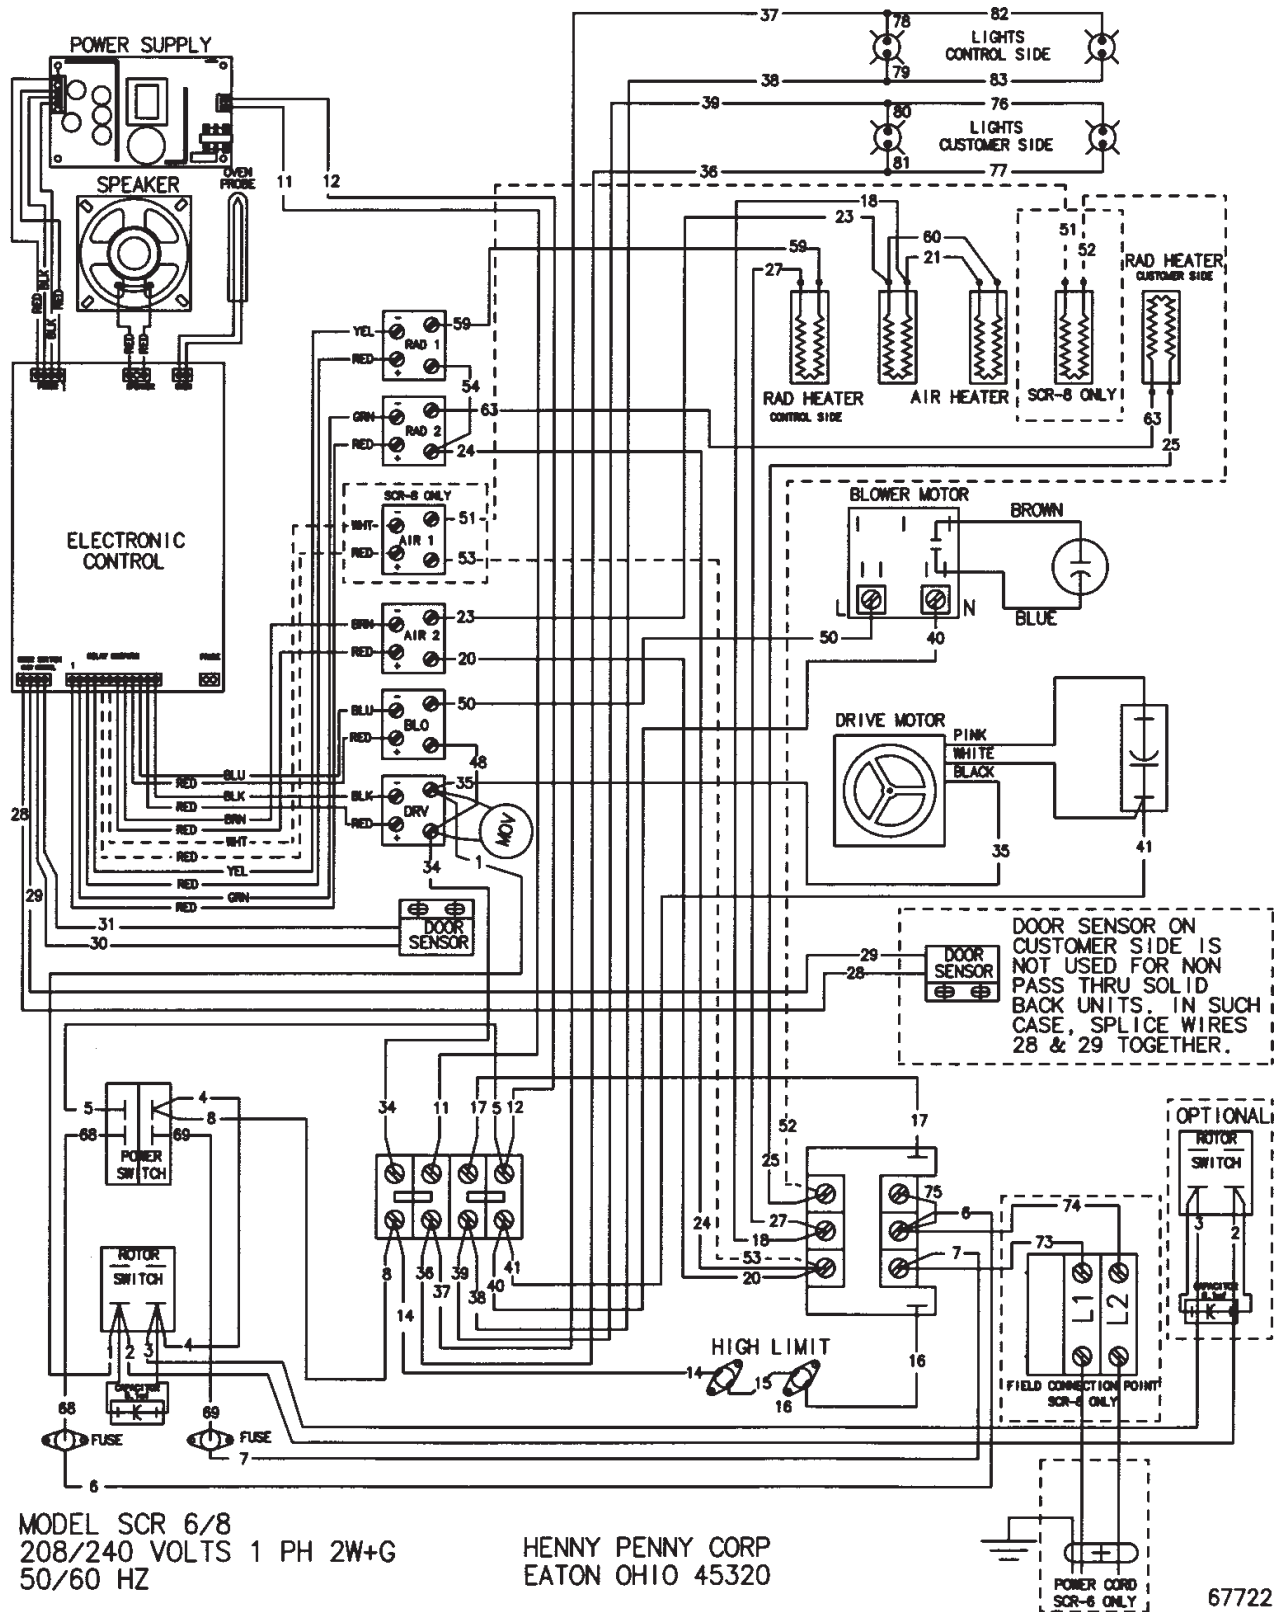 37
82
78
LIGHTS
CONTROL SIDE
79
38
83
39
76
80
LIGHTS
CUSTOMER SIDE
81
36
77
POWER SUPPLY
11
12
SPEAKER
OVEN
PROBE
RED
BLK
BLK
RED
RED
RED
18
23
60
21
59
27
51
52
RAD HEATER
CUSTOMER SIDE
RAD HEATER
CONTROL SIDE
AIR HEATER
SCR-8 ONLY
63
25
YEL
-
59
RAD 1
RED
+
54
GRN
-
63
RAD 2
RED
+
24
SCR-8 ONLY
WHT
-
51
AIR 1
RED
+
53
ELECTRONIC
CONTROL
BLOWER MOTOR
BROWN
L
N
BLUE
50
40
BRN
-
23
AIR 2
RED
+
20
BLU
-
50
BLO
RED
+
48
BLK
-
35
DRV
RED
+
MOV
34
1
1
PROBE
BLU
RED
BLK
RED
BRN
RED
WHT
RED
YEL
RED
GRN
RED
28
29
31
30
DOOR
SENSOR
DRIVE MOTOR
PINK
WHITE
BLACK
35
41
29
28
DOOR
SENSOR
DOOR SENSOR ON
CUSTOMER SIDE IS
NOT USED FOR NON
PASS THRU SOLID
BACK UNITS. IN SUCH
CASE, SPLICE WIRES
28 & 29 TOGETHER.
5
4
8
68
69
POWER
SWITCH
34
11
17
5
12
52
25
17
OPTIONAL
ROTOR
SWITCH
3
2
CAPACITOR
K
75
6
74
7
73
24
27
18
53
20
L1
L2
FIELD CONNECTION POINT
SCR-8 ONLY
8
14
36
37
39
38
40
41
ROTOR
SWITCH
1
2
3
4
CAPACITOR
K
HIGH LIMIT
14
15
16
16
68
69
FUSE
FUSE
7
6
MODEL SCR 6/8
208/240 VOLTS 1 PH 2W+G
50/60 HZ
HENNY PENNY CORP
EATON OHIO 45320
POWER CORD
SCR-6 ONLY
67722